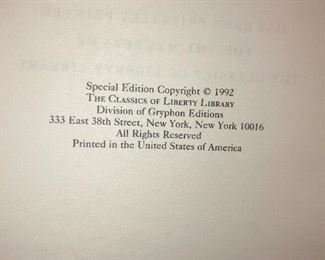 Special Edition Copyright © 1992
The Classics of Liberty Library
Division of Gryphon Editions
333 East 38th Street, New York, New York 10016
All Rights Reserved
Printed in the United States of America